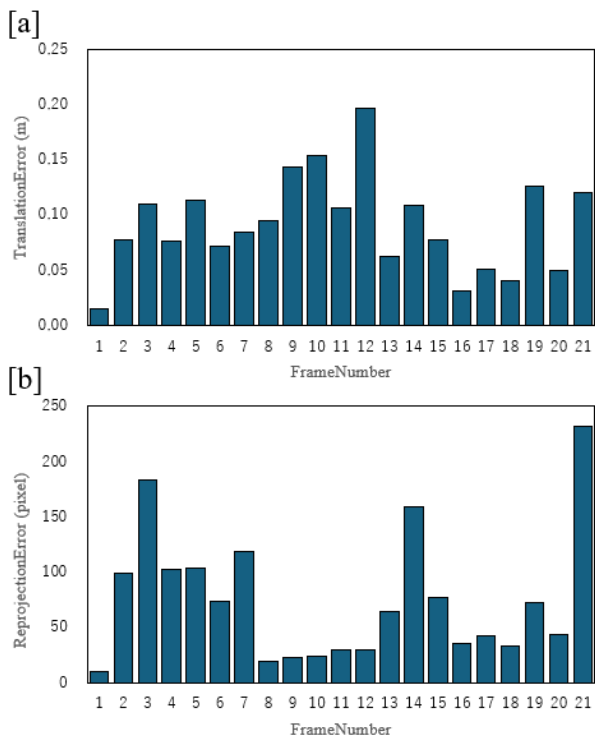 [a]
TranslationError (m)
0.25
0.20
0.15
0.10
0.05
0.00
1 2 3 4 5 6 7 8 9 10 11 12 13 14 15 16 17 18 19 20 21
FrameNumber
[b]
ReprojectionError (pixel)
250
200
150
100
50
0
1 2 3 4 5 6 7 8 9 10 11 12 13 14 15 16 17 18 19 20 21
FrameNumber